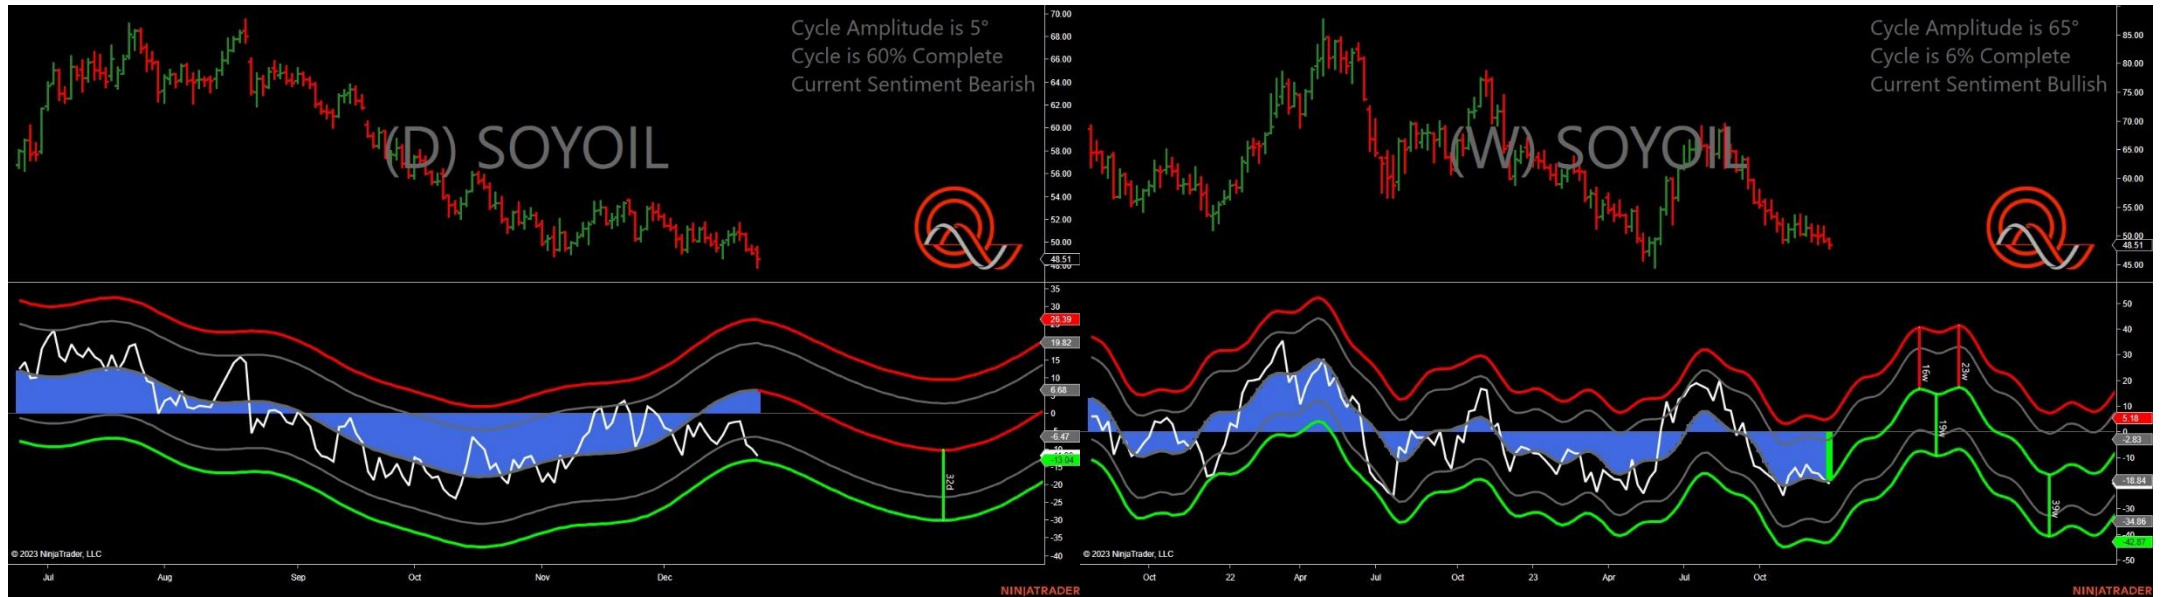 Cycle Amplitude is 5°
Cycle is 60% Complete
Current Sentiment Bearish
(D) SOYOIL
70.00
68.00
66.00
64.00
62.00
60.00
58.00
56.00
54.00
52.00
50.00
48.51
35
30
26.39
19.82
15
10
6.68
0
-6.47
-13.04
-20
-25
-30
-35
-40
32d
© 2023 NinjaTrader, LLC
Jul Aug Sep Oct Nov Dec
NINJATRADER
Cycle Amplitude is 65°
Cycle is 6% Complete
Current Sentiment Bullish
(W) SOYOIL
85.00
80.00
75.00
70.00
65.00
60.00
55.00
50.00
48.51
45.00
50
40
30
20
10
5.18
-2.83
-10
-18.84
-30
-34.86
-42.87
-50
16w
23w
19w
39w
© 2023 NinjaTrader, LLC
Oct 22 Apr Jul Oct 23 Apr Jul Oct
NINJATRADER